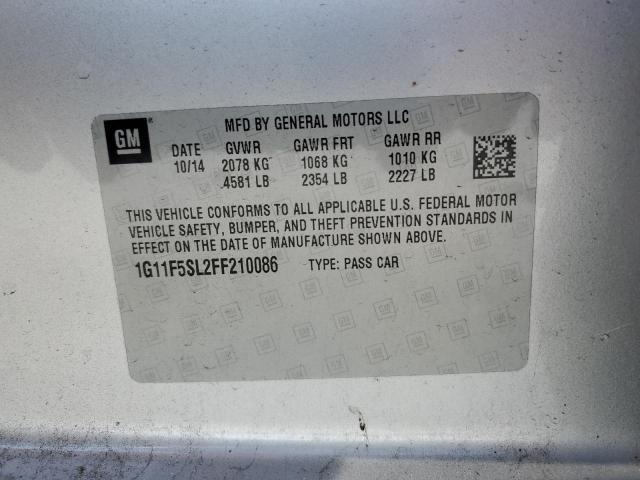 GM
MFD BY GENERAL MOTORS LLC
DATE GVWR GAWR FRT GAWR RR
10/14 2078 KG 1068 KG 1010 KG
4581 LB 2354 LB 2227 LB
THIS VEHICLE CONFORMS TO ALL APPLICABLE U.S. FEDERAL MOTOR
VEHICLE SAFETY, BUMPER, AND THEFT PREVENTION STANDARDS IN
EFFECT ON THE DATE OF MANUFACTURE SHOWN ABOVE.
1G11F5SL2FF210086 TYPE: PASS CAR